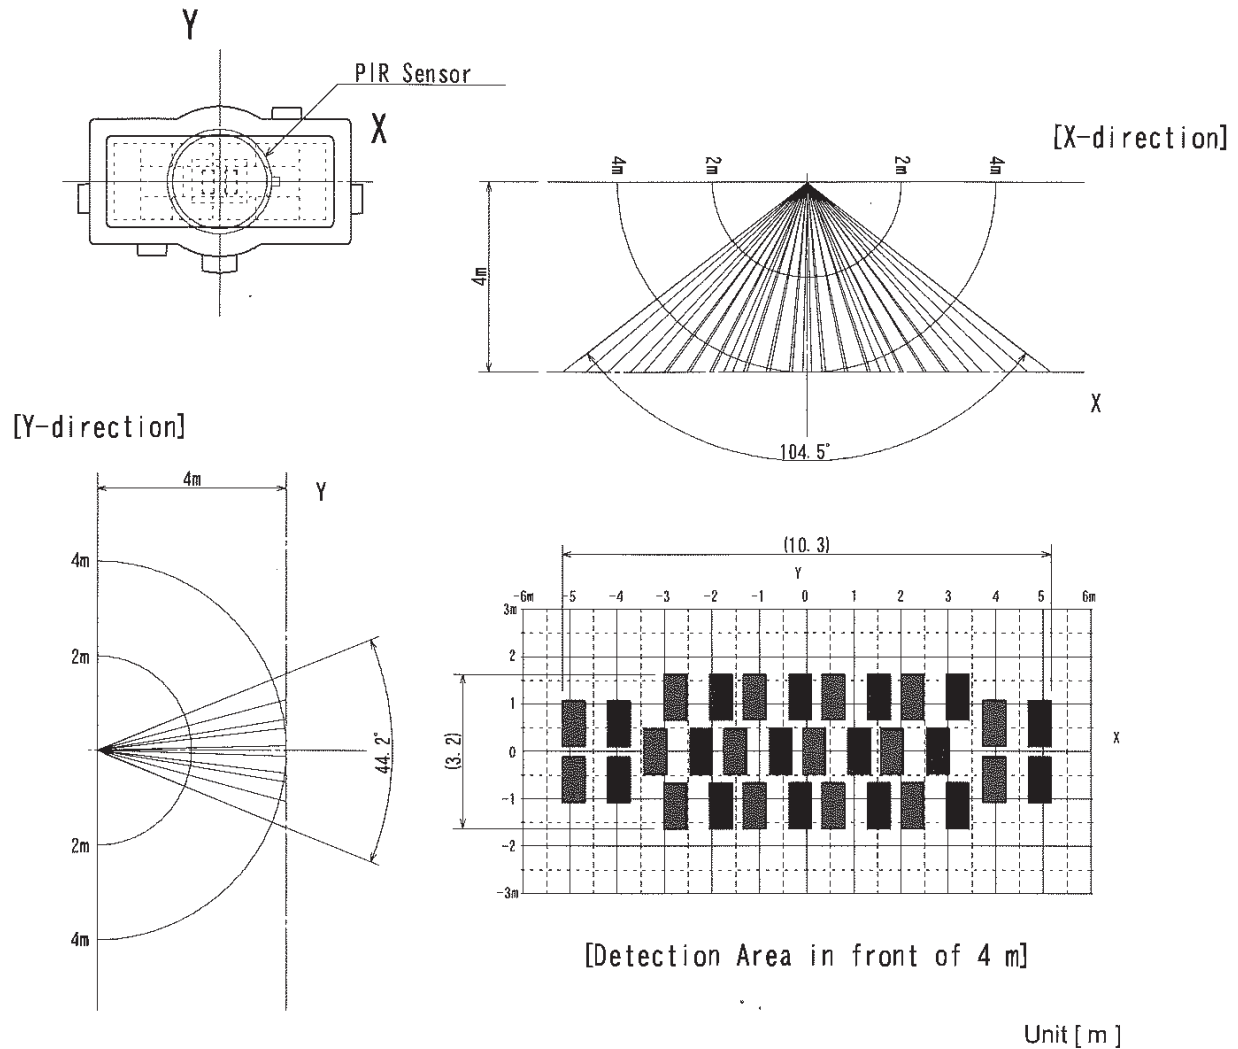 Y
PIR Sensor
X
[X-direction]
4m 2m 2m 4m
4m
X
104.5°
[Y-direction]
4m
Y
4m
2m
2m
4m
44.2°
(10.3)
Y
-6m -5 -4 -3 -2 -1 0 1 2 3 4 5 6m
3m
2
1
0
-1
-2
-3m
(3.2)
X
[Detection Area in front of 4 m]
Unit [ m ]